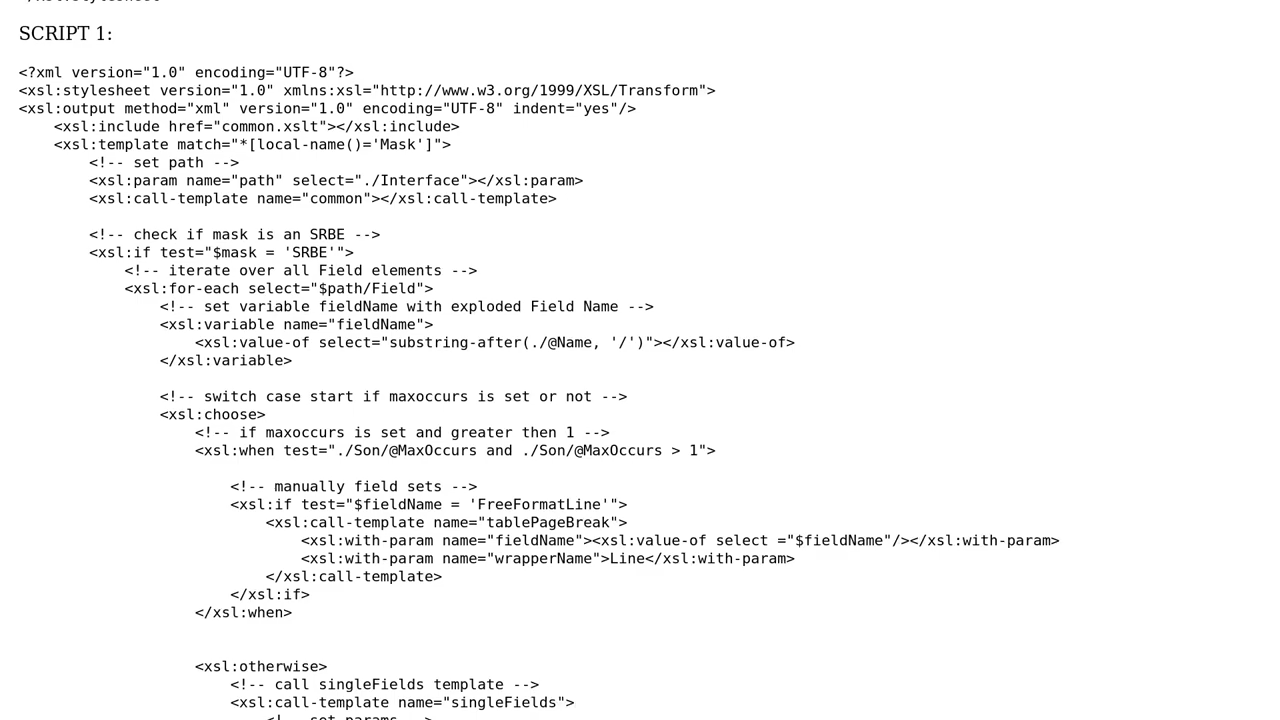 SCRIPT 1:
<?xml version="1.0" encoding="UTF-8"?>
<xsl:stylesheet version="1.0" xmlns:xsl="http://www.w3.org/1999/XSL/Transform">
<xsl:output method="xml" version="1.0" encoding="UTF-8" indent="yes"/>
    <xsl:include href="common.xslt"></xsl:include>
    <xsl:template match="*[local-name()='Mask']">
        <!-- set path -->
        <xsl:param name="path" select="./Interface"></xsl:param>
        <xsl:call-template name="common"></xsl:call-template>

        <!-- check if mask is an SRBE -->
        <xsl:if test="$mask = 'SRBE'">
            <!-- iterate over all Field elements -->
            <xsl:for-each select="$path/Field">
                <!-- set variable fieldName with exploded Field Name -->
                <xsl:variable name="fieldName">
                    <xsl:value-of select="substring-after(./@Name, '/')"></xsl:value-of>
                </xsl:variable>

                <!-- switch case start if maxoccurs is set or not -->
                <xsl:choose>
                    <!-- if maxoccurs is set and greater then 1 -->
                    <xsl:when test="./Son/@MaxOccurs and ./Son/@MaxOccurs > 1">

                        <!-- manually field sets -->
                        <xsl:if test="$fieldName = 'FreeFormatLine'">
                            <xsl:call-template name="tablePageBreak">
                                <xsl:with-param name="fieldName"><xsl:value-of select ="$fieldName"/></xsl:with-param>
                                <xsl:with-param name="wrapperName">Line</xsl:with-param>
                            </xsl:call-template>
                        </xsl:if>
                    </xsl:when>


                    <xsl:otherwise>
                        <!-- call singleFields template -->
                        <xsl:call-template name="singleFields">
                            <!-- set params -->